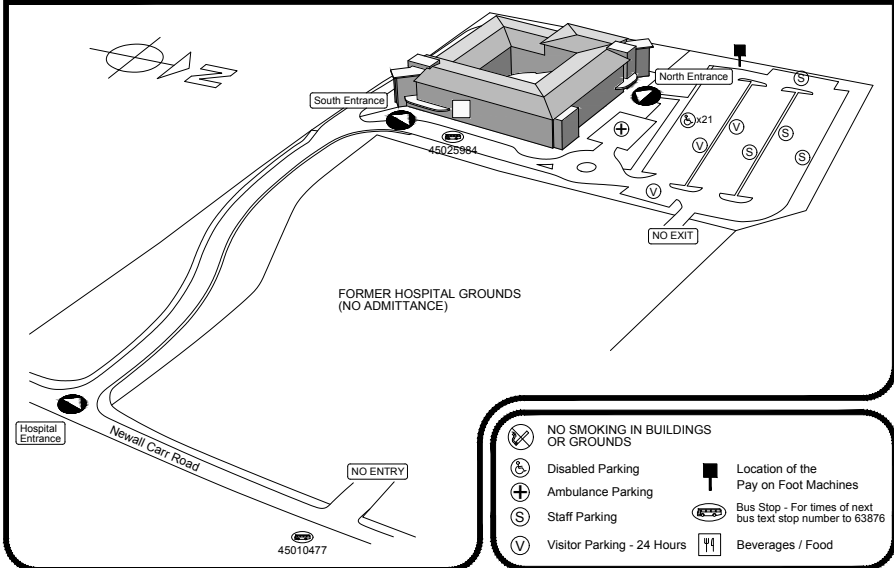 N
North Entrance
South Entrance
S
x21
V
V
S
S
S
45025984
V
NO EXIT
FORMER HOSPITAL GROUNDS
(NO ADMITTANCE)
Hospital
Entrance
Newall Carr Road
NO ENTRY
45010477
NO SMOKING IN BUILDINGS
OR GROUNDS
Disabled Parking
Ambulance Parking
S Staff Parking
V Visitor Parking - 24 Hours
Location of the
Pay on Foot Machines
Bus Stop - For times of next
bus text stop number to 63876
Beverages / Food